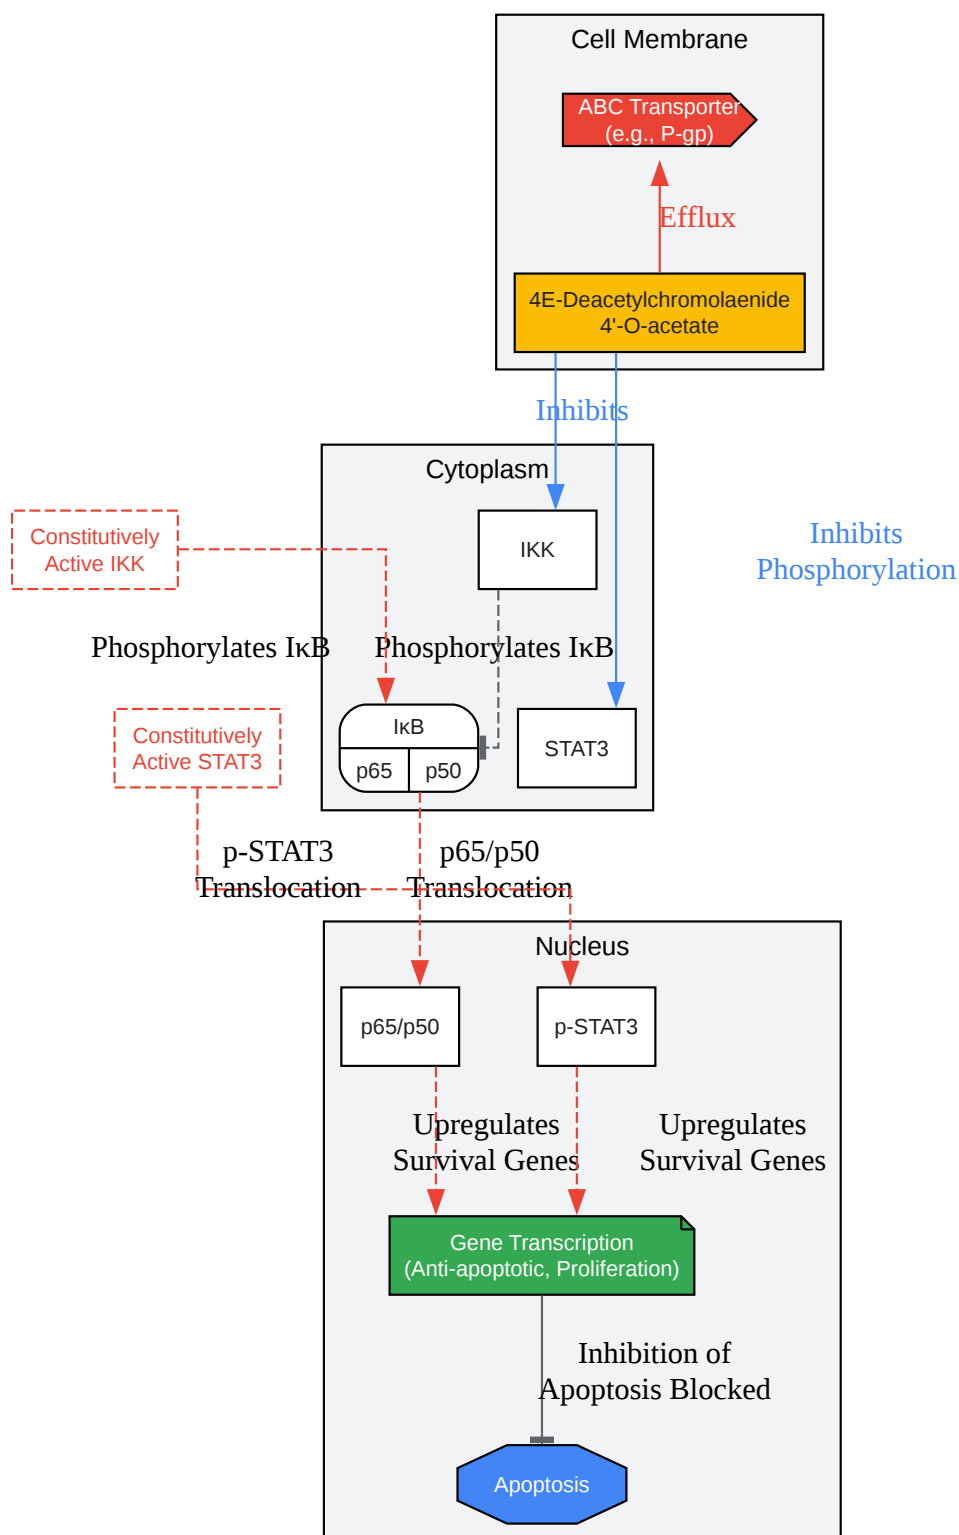 Cell Membrane
ABC Transporter
(e.g., P-gp)
Efflux
4E-Deacetylchromolaenide
4'-O-acetate
Inhibits
Cytoplasm
Constitutively
Active IKK
IKK
Inhibits
Phosphorylation
Phosphorylates IκB
Phosphorylates IκB
Constitutively
Active STAT3
IκB
p65
p50
STAT3
p-STAT3
Translocation
p65/p50
Translocation
Nucleus
p65/p50
p-STAT3
Upregulates
Survival Genes
Upregulates
Survival Genes
Gene Transcription
(Anti-apoptotic, Proliferation)
Inhibition of
Apoptosis Blocked
Apoptosis